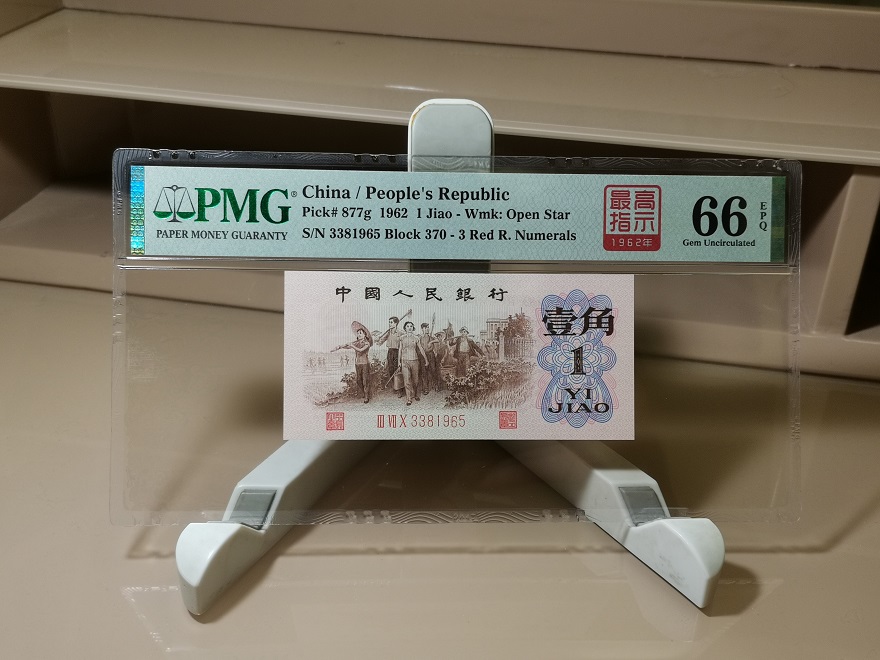 PMG®
PAPER MONEY GUARANTY
China / People's Republic
Pick# 877g 1962 1 Jiao - Wmk: Open Star
S/N 3381965 Block 370 - 3 Red R. Numerals
最高
指示
1962年
66
EPQ
Gem Uncirculated
中國人民銀行
壹角
1
YI
JIAO
Ⅲ Ⅶ Ⅹ 3381965